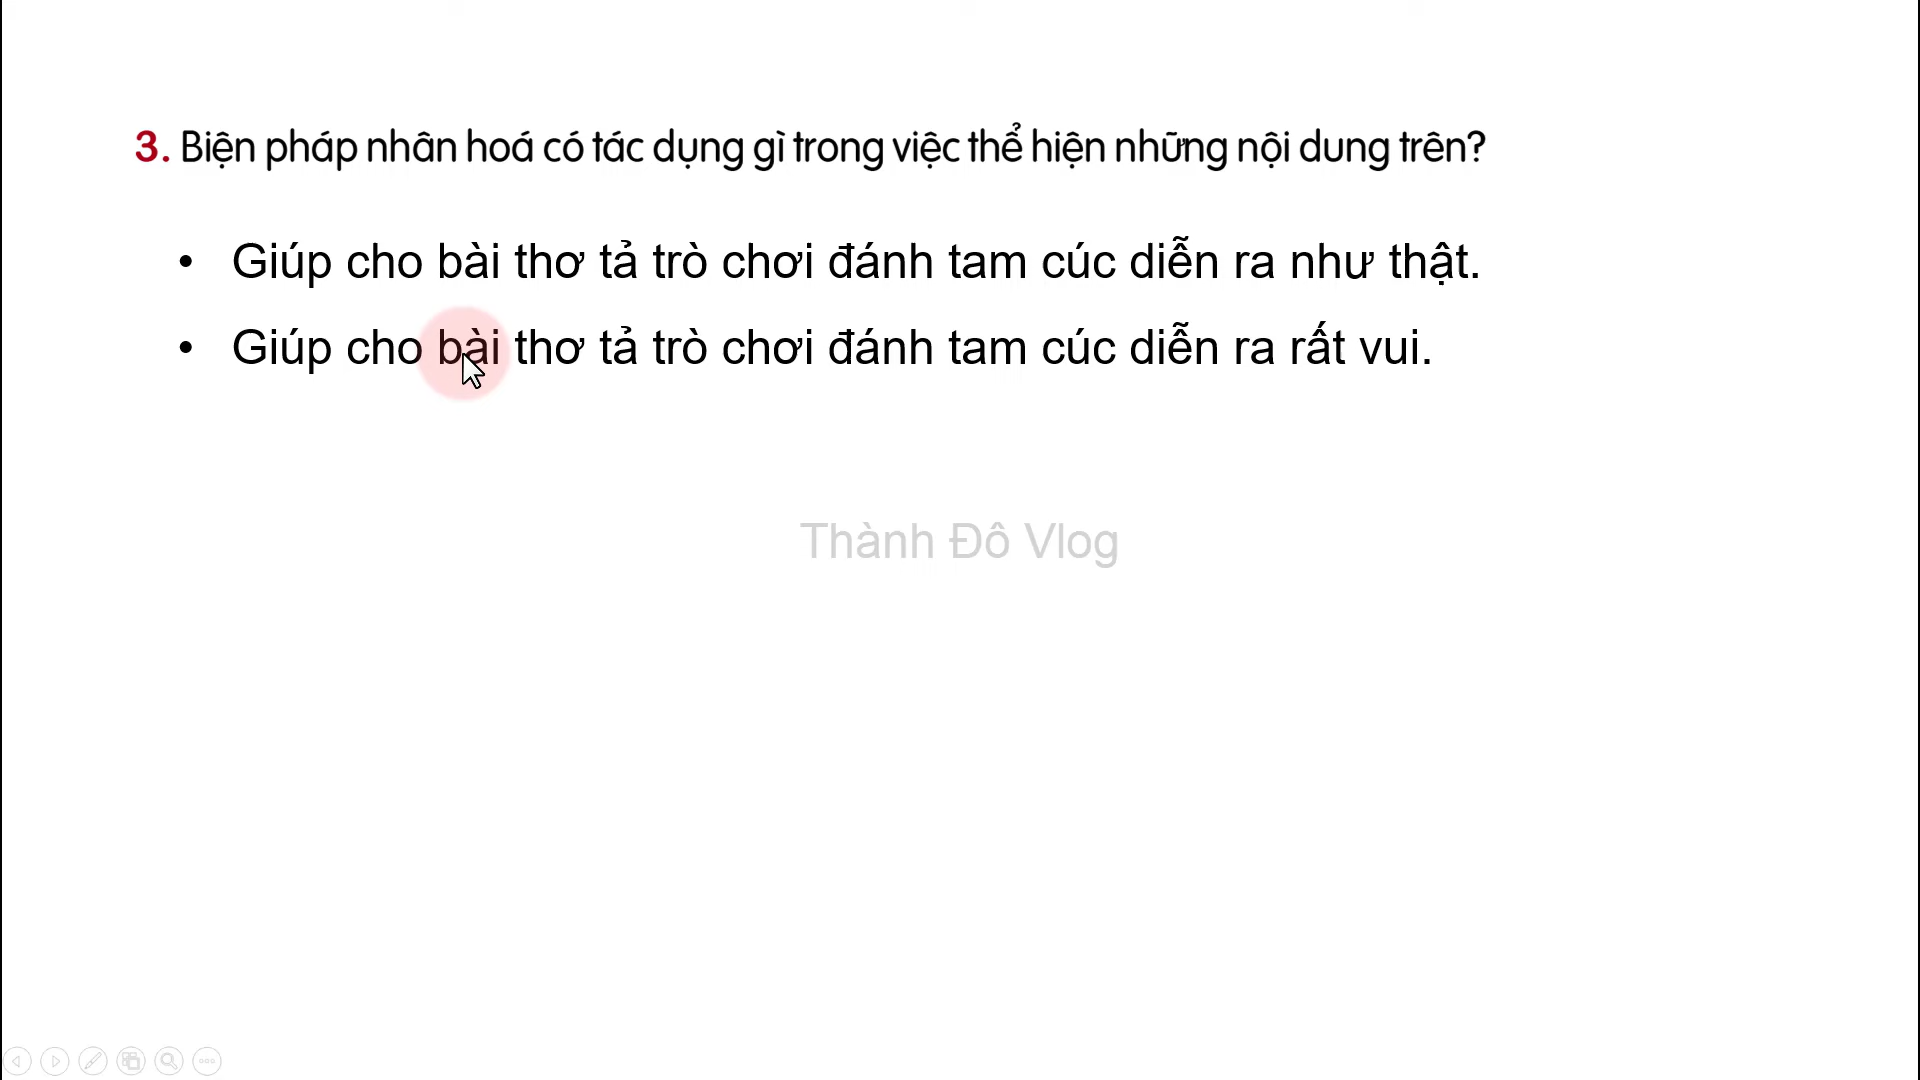 3. Biện pháp nhân hoá có tác dụng gì trong việc thể hiện những nội dung trên?
• Giúp cho bài thơ tả trò chơi đánh tam cúc diễn ra như thật.
• Giúp cho bài thơ tả trò chơi đánh tam cúc diễn ra rất vui.
Thành Đô Vlog